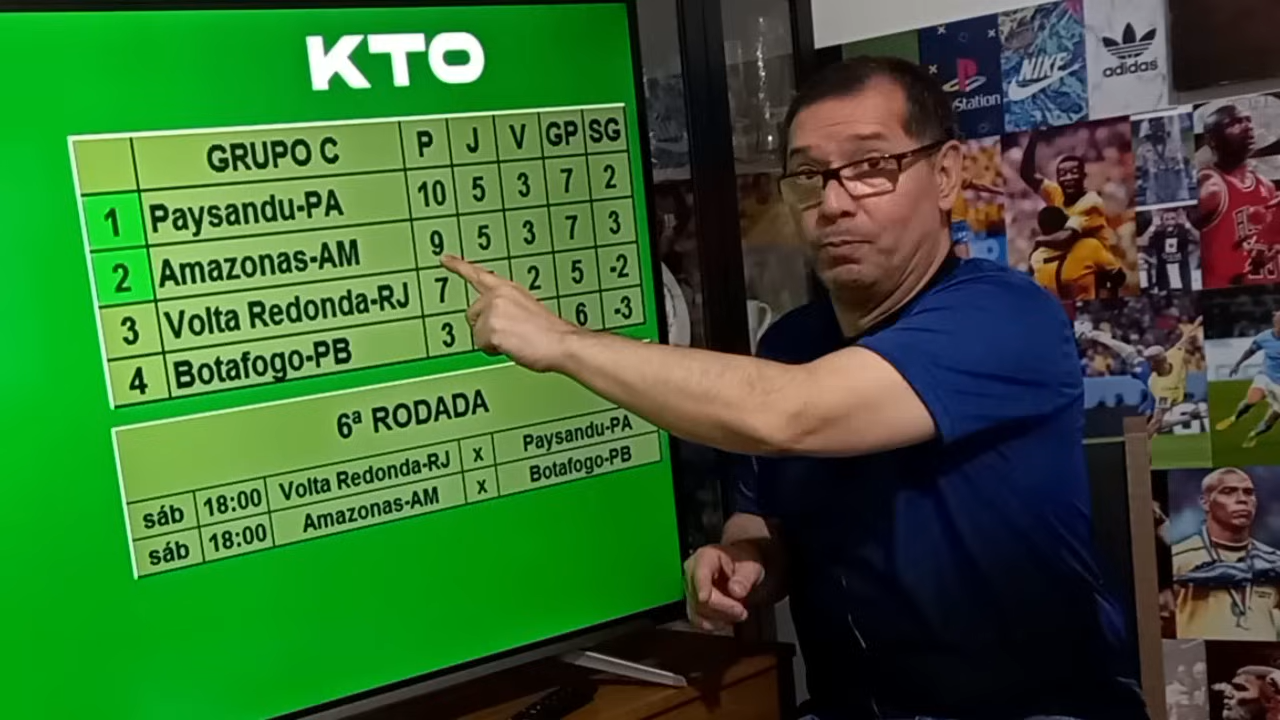 KTO
GRUPO C P J V GP SG
1 Paysandu-PA 10 5 3 7 2
2 Amazonas-AM 9 5 3 7 3
3 Volta Redonda-RJ 7 2 5 -2
4 Botafogo-PB 3 6 -3
6ª RODADA
sáb 18:00 Volta Redonda-RJ x Paysandu-PA
sáb 18:00 Amazonas-AM x Botafogo-PB
PlayStation
NIKE
adidas